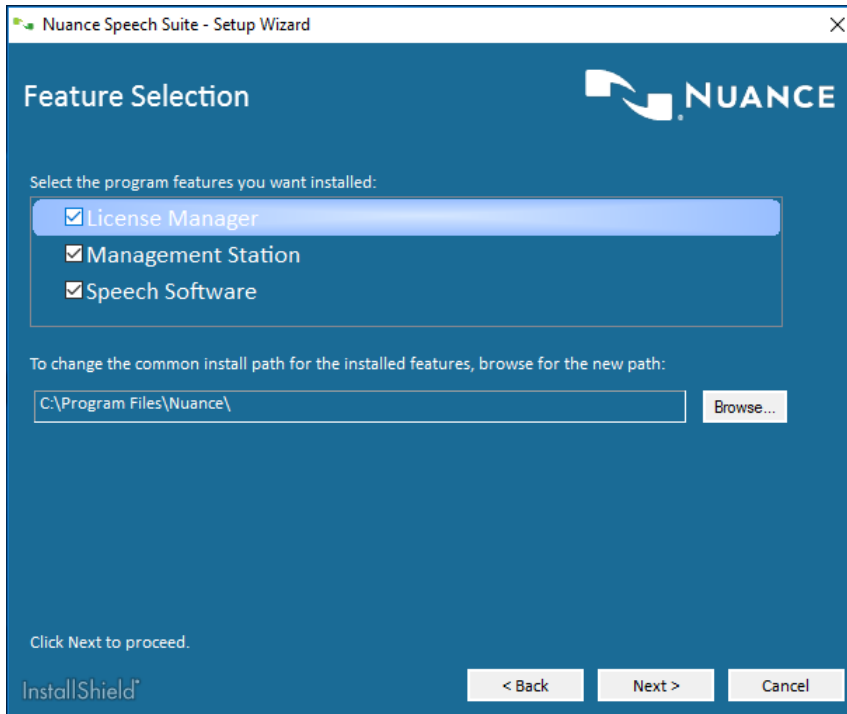 Nuance Speech Suite - Setup Wizard
Feature Selection
NUANCE
Select the program features you want installed:
License Manager
Management Station
Speech Software
To change the common install path for the installed features, browse for the new path:
C:\Program Files\Nuance\
Browse...
Click Next to proceed.
InstallShield
< Back
Next >
Cancel